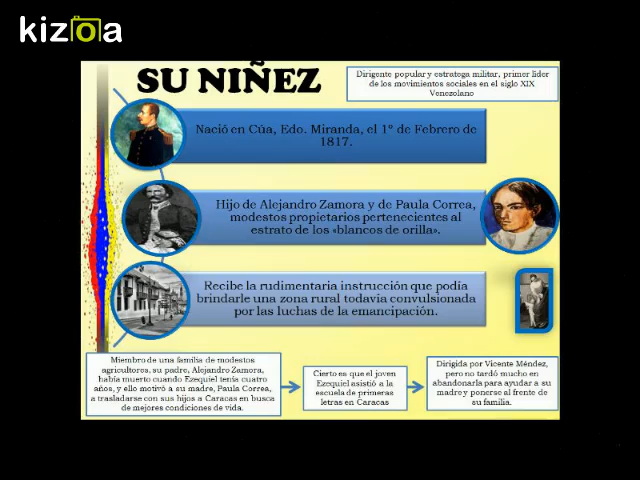 kizoa
SU NIÑEZ
Dirigente popular y estratega militar, primer líder
de los movimientos sociales en el siglo XIX
Venezolano
Nació en Cúa, Edo. Miranda, el 1º de Febrero de
1817.
Hijo de Alejandro Zamora y de Paula Correa,
modestos propietarios pertenecientes al
estrato de los «blancos de orilla».
Recibe la rudimentaria instrucción que podía
brindarle una zona rural todavía convulsionada
por las luchas de la emancipación.
Miembro de una familia de modestos
agricultores, su padre, Alejandro Zamora,
había muerto cuando Ezequiel tenía cuatro
años, y ello motivó a su madre, Paula Correa,
a trasladarse con sus hijos a Caracas en busca
de mejores condiciones de vida.
Cierto es que el joven
Ezequiel asistió a la
escuela de primeras
letras en Caracas
Dirigida por Vicente Méndez,
pero no tardó mucho en
abandonarla para ayudar a su
madre y ponerse al frente de
su familia.